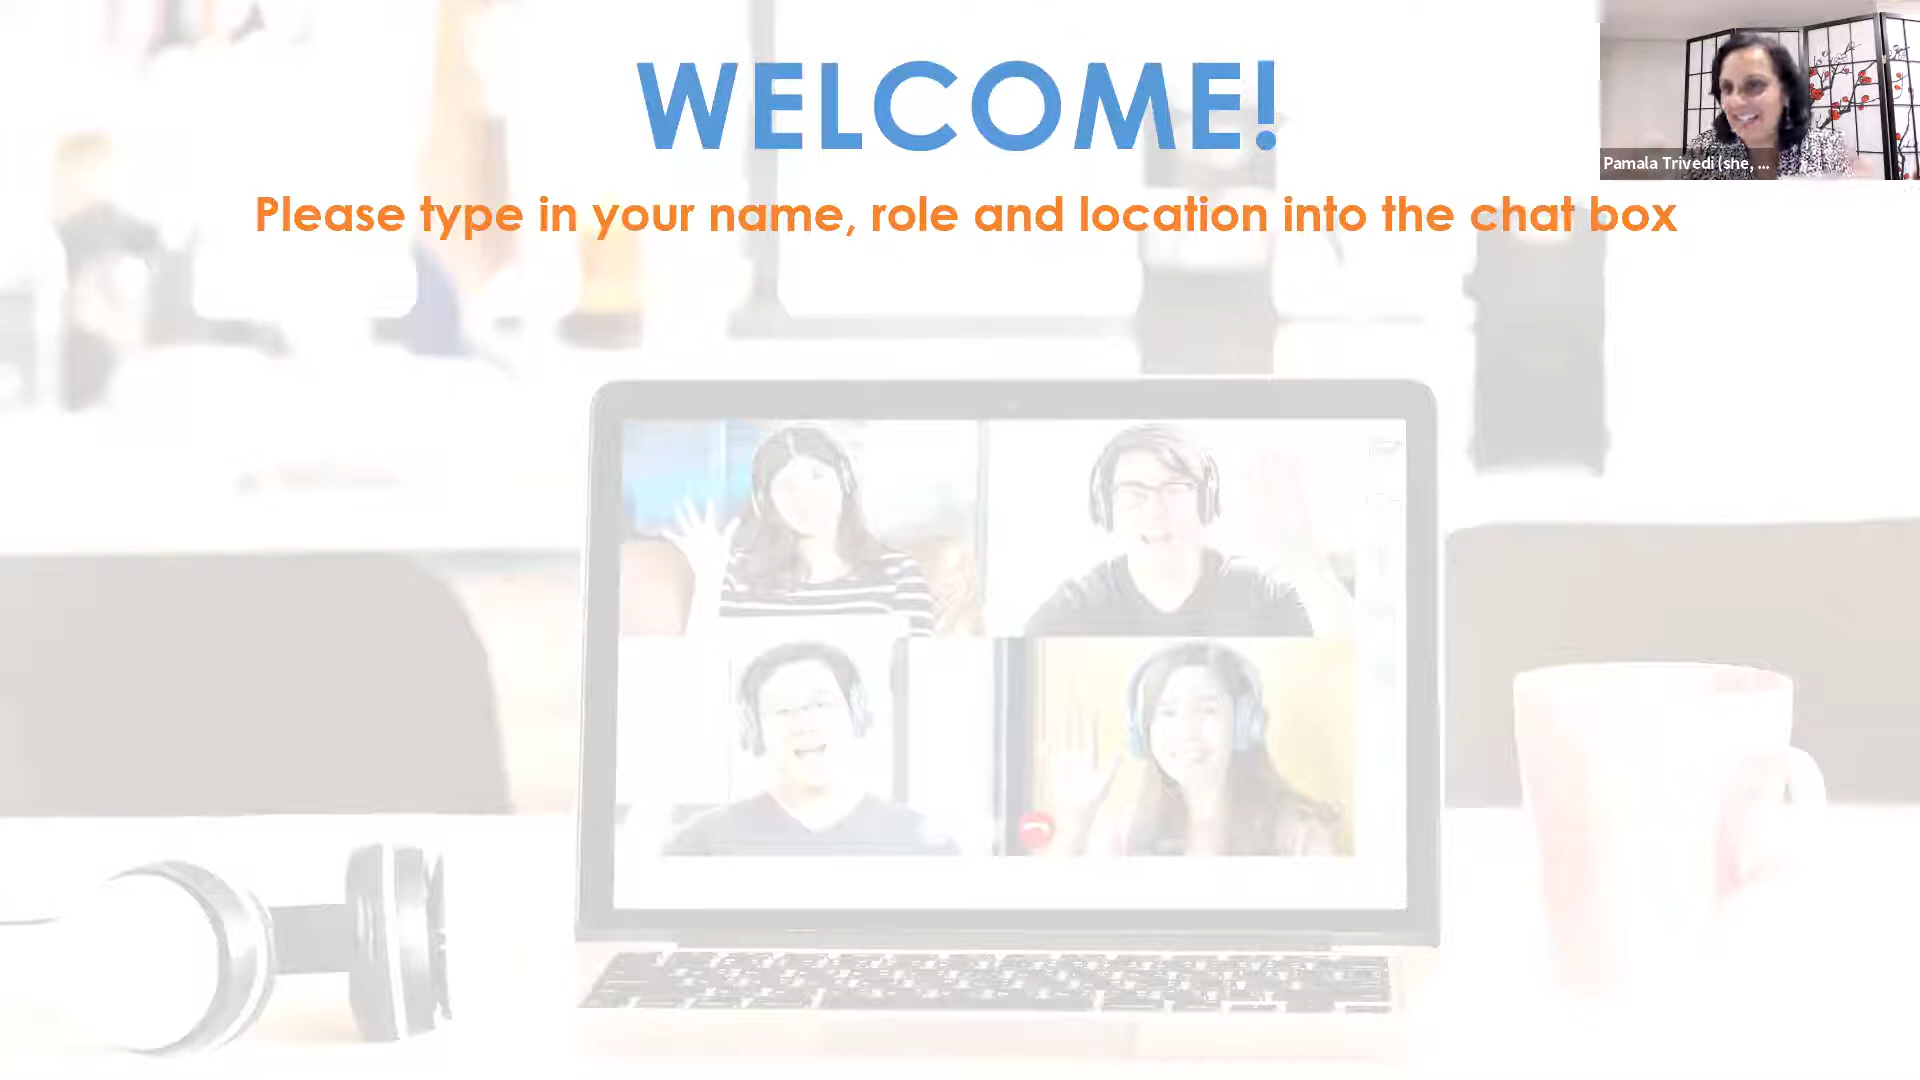 WELCOME!
Please type in your name, role and location into the chat box
Pamala Trivedi (she, ...